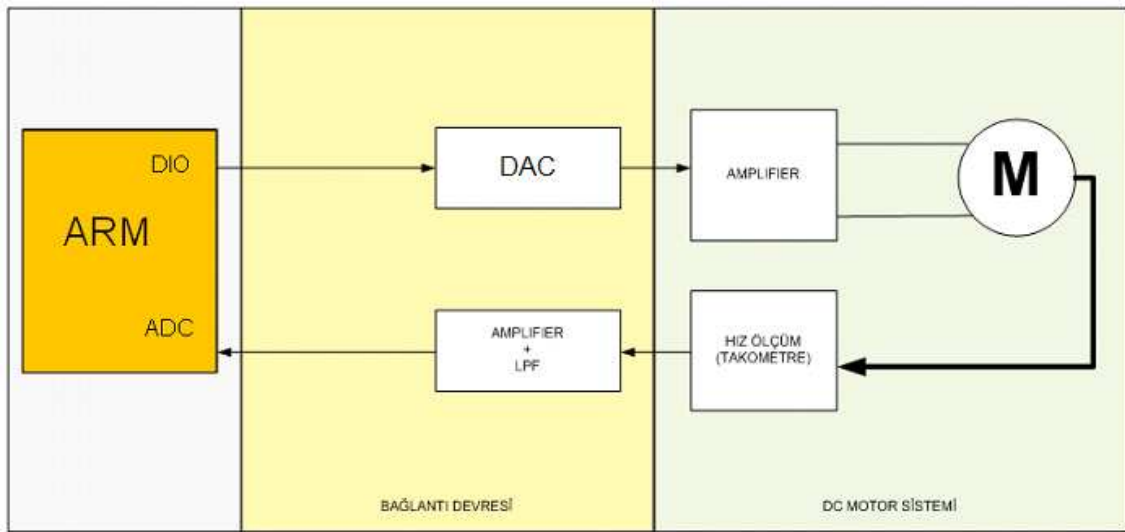 DIO
ARM
ADC
DAC
AMPLIFIER
+
LPF
BAĞLANTI DEVRESİ
AMPLIFIER
M
HIZ ÖLÇÜM
(TAKOMETRE)
DC MOTOR SİSTEMİ